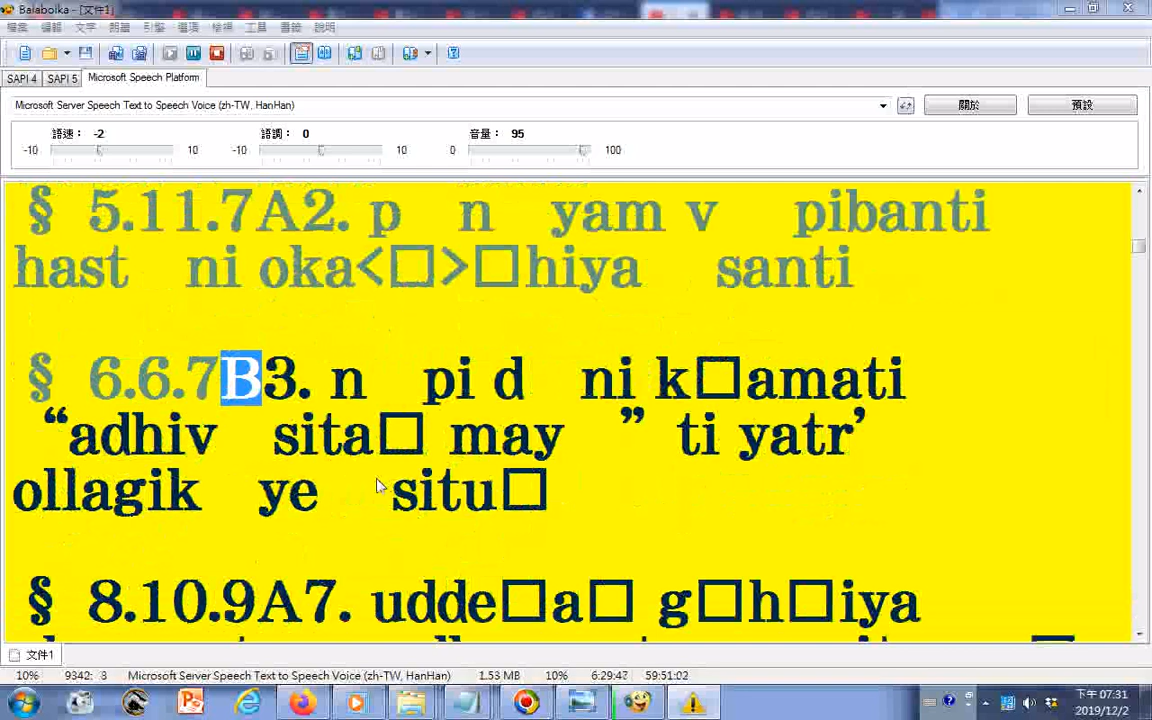 Balabolka - [文件1]
檔案 編輯 文字 朗讀 引擎 選項 檢視 工具 書籤 說明
SAPI 4 SAPI 5 Microsoft Speech Platform
Microsoft Server Speech Text to Speech Voice (zh-TW, HanHan) 關於 預設
語速： -2 語調： 0 音量： 95
-10 10 -10 10 0 100
§ 5.11.7A2. p n yam v pibanti
hast ni oka<□>□hiya santi
§ 6.6.7B3. n pi d ni k□amati
“adhiv sita□ may ” ti yatr’
ollagik ye situ□
§ 8.10.9A7. udde□a□ g□h□iya
文件1
10% 9342: 8 Microsoft Server Speech Text to Speech Voice (zh-TW, HanHan) 1.53 MB 10% 6:29:47 59:51:02
下午 07:31
2019/12/2